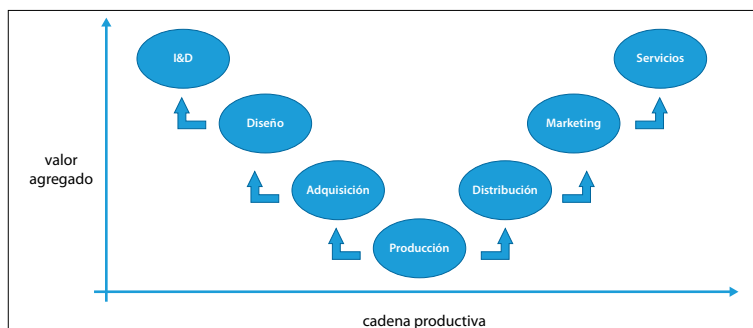 I&D
Servicios
Diseño
Marketing
valor
agregado
Adquisición
Distribución
Producción
cadena productiva